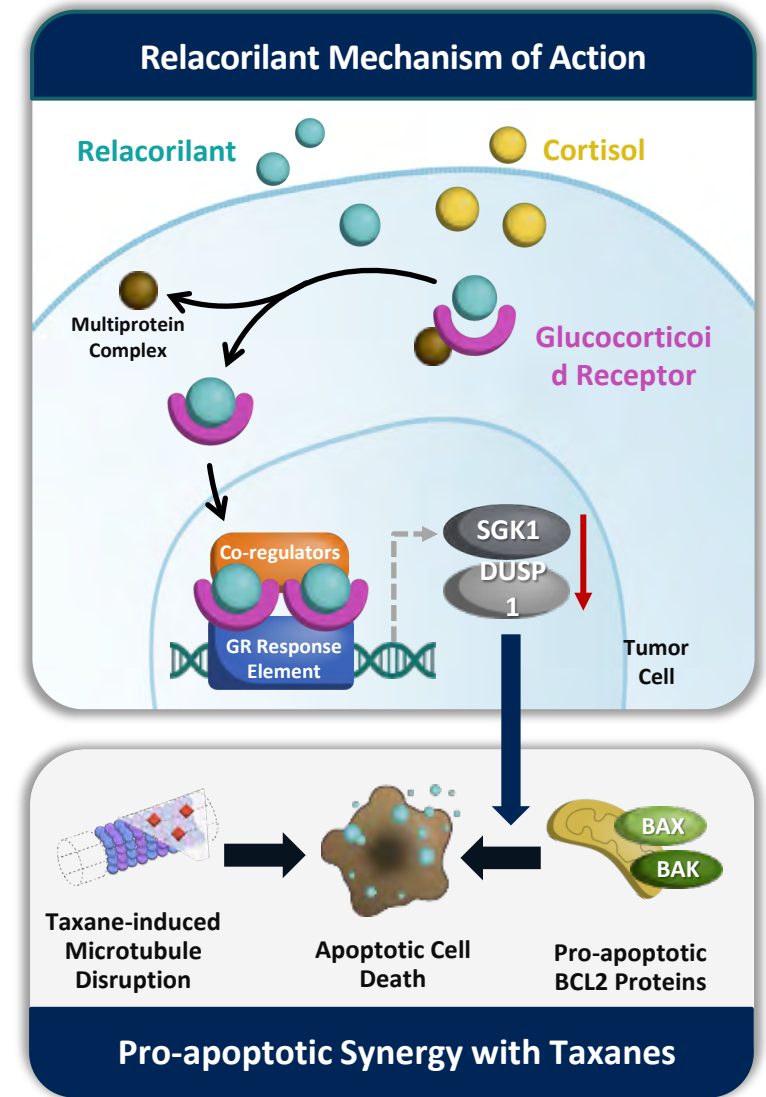 Relacorilant Mechanism of Action
Relacorilant
Cortisol
Multiprotein
Complex
Glucocorticoi
d Receptor
SGK1
DUSP
1
Co-regulators
GR Response
Element
Tumor
Cell
BAX
BAK
Taxane-induced
Microtubule
Disruption
Apoptotic Cell
Death
Pro-apoptotic
BCL2 Proteins
Pro-apoptotic Synergy with Taxanes